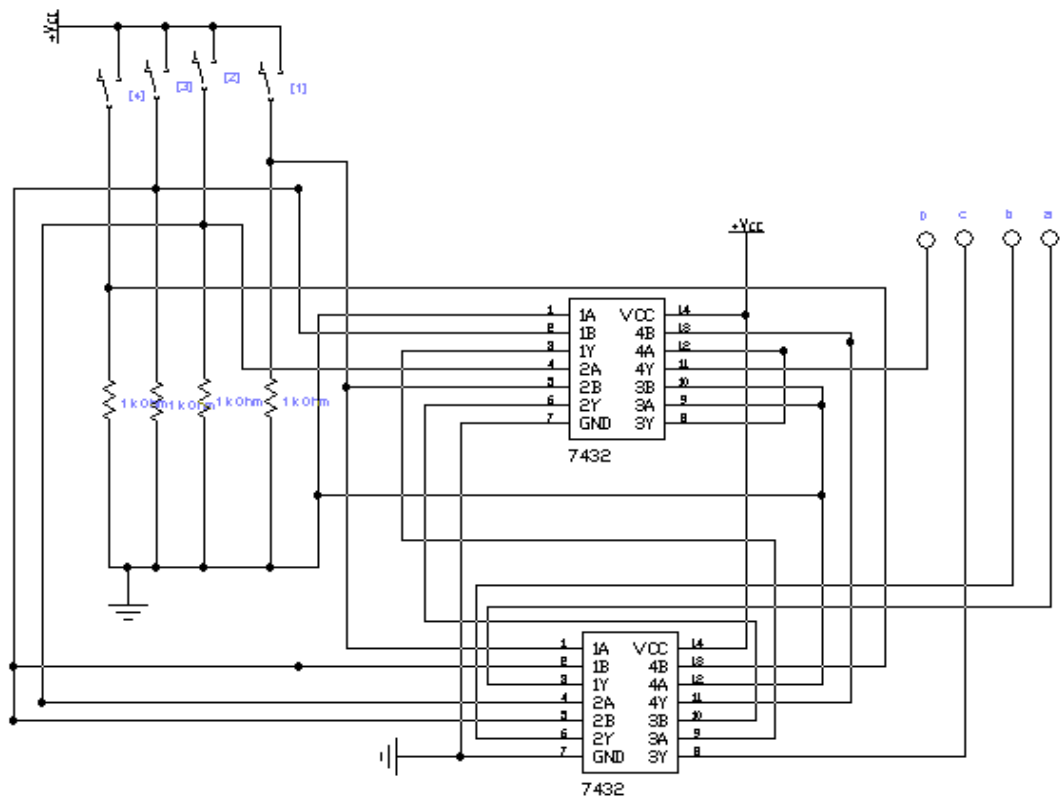 +Vcc
[4]
[3]
[2]
[1]
D
c
b
a
+Vcc
1 1A VCC 14
2 1B 4B 13
3 1Y 4A 12
4 2A 4Y 11
5 2B 3B 10
6 2Y 3A 9
7 GND 3Y 8
7432
1kOhm 1kOhm 1kOhm 1kOhm
1 1A VCC 14
2 1B 4B 13
3 1Y 4A 12
4 2A 4Y 11
5 2B 3B 10
6 2Y 3A 9
7 GND 3Y 8
7432